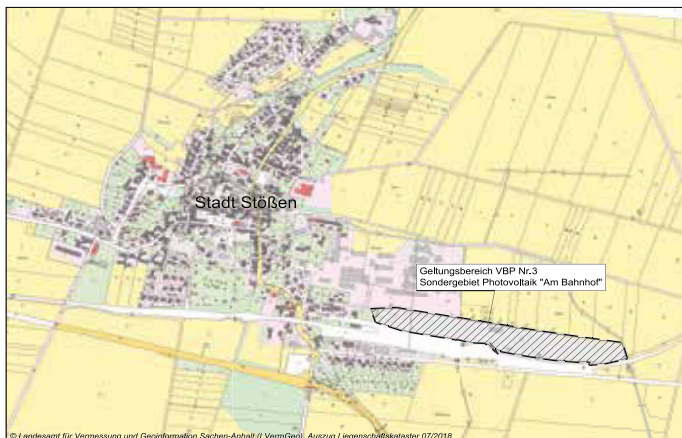 Stadt Stößen
Geltungsbereich VBP Nr.3
Sondergebiet Photovoltaik "Am Bahnhof"
© Landesamt für Vermessung und Geoinformation Sachen-Anhalt (LVermGeo), Auszug Liegenschaftskataster 07/2018